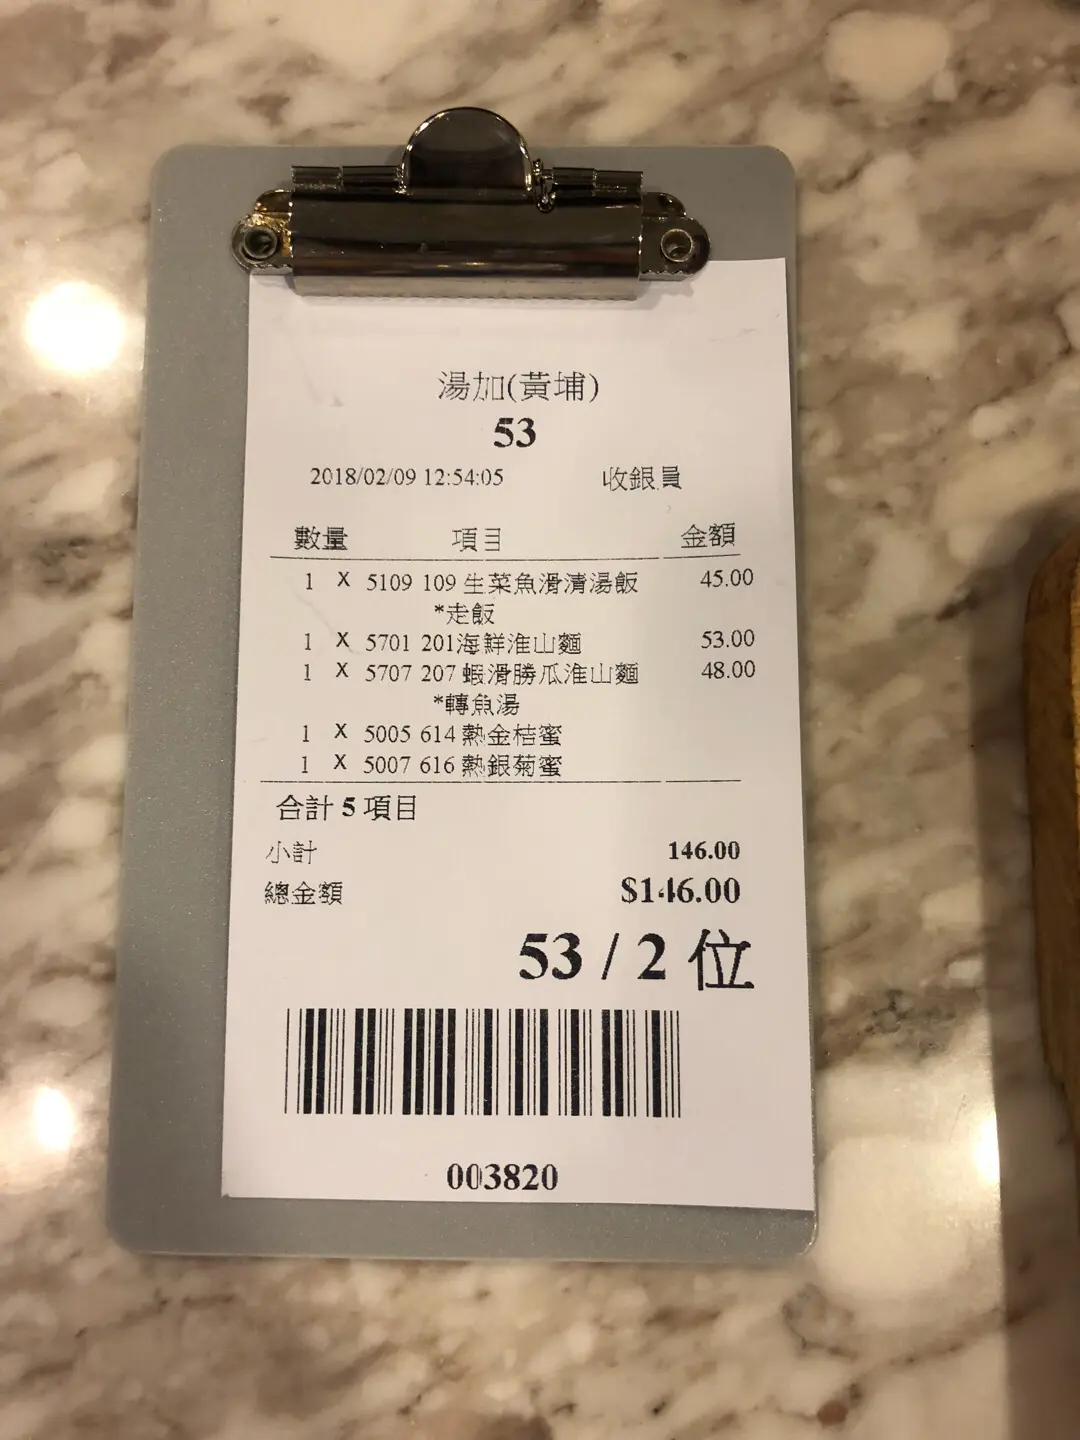 湯加(黃埔)
53
2018/02/09 12:54:05 收銀員
數量 項目 金額
1 X 5109 109 生菜魚滑清湯飯 45.00
*走飯
1 X 5701 201海鮮淮山麵 53.00
1 X 5707 207 蝦滑勝瓜淮山麵 48.00
*轉魚湯
1 X 5005 614 熱金桔蜜
1 X 5007 616 熱銀菊蜜
合計 5 項目
小計 146.00
總金額 $146.00
53 / 2 位
003820